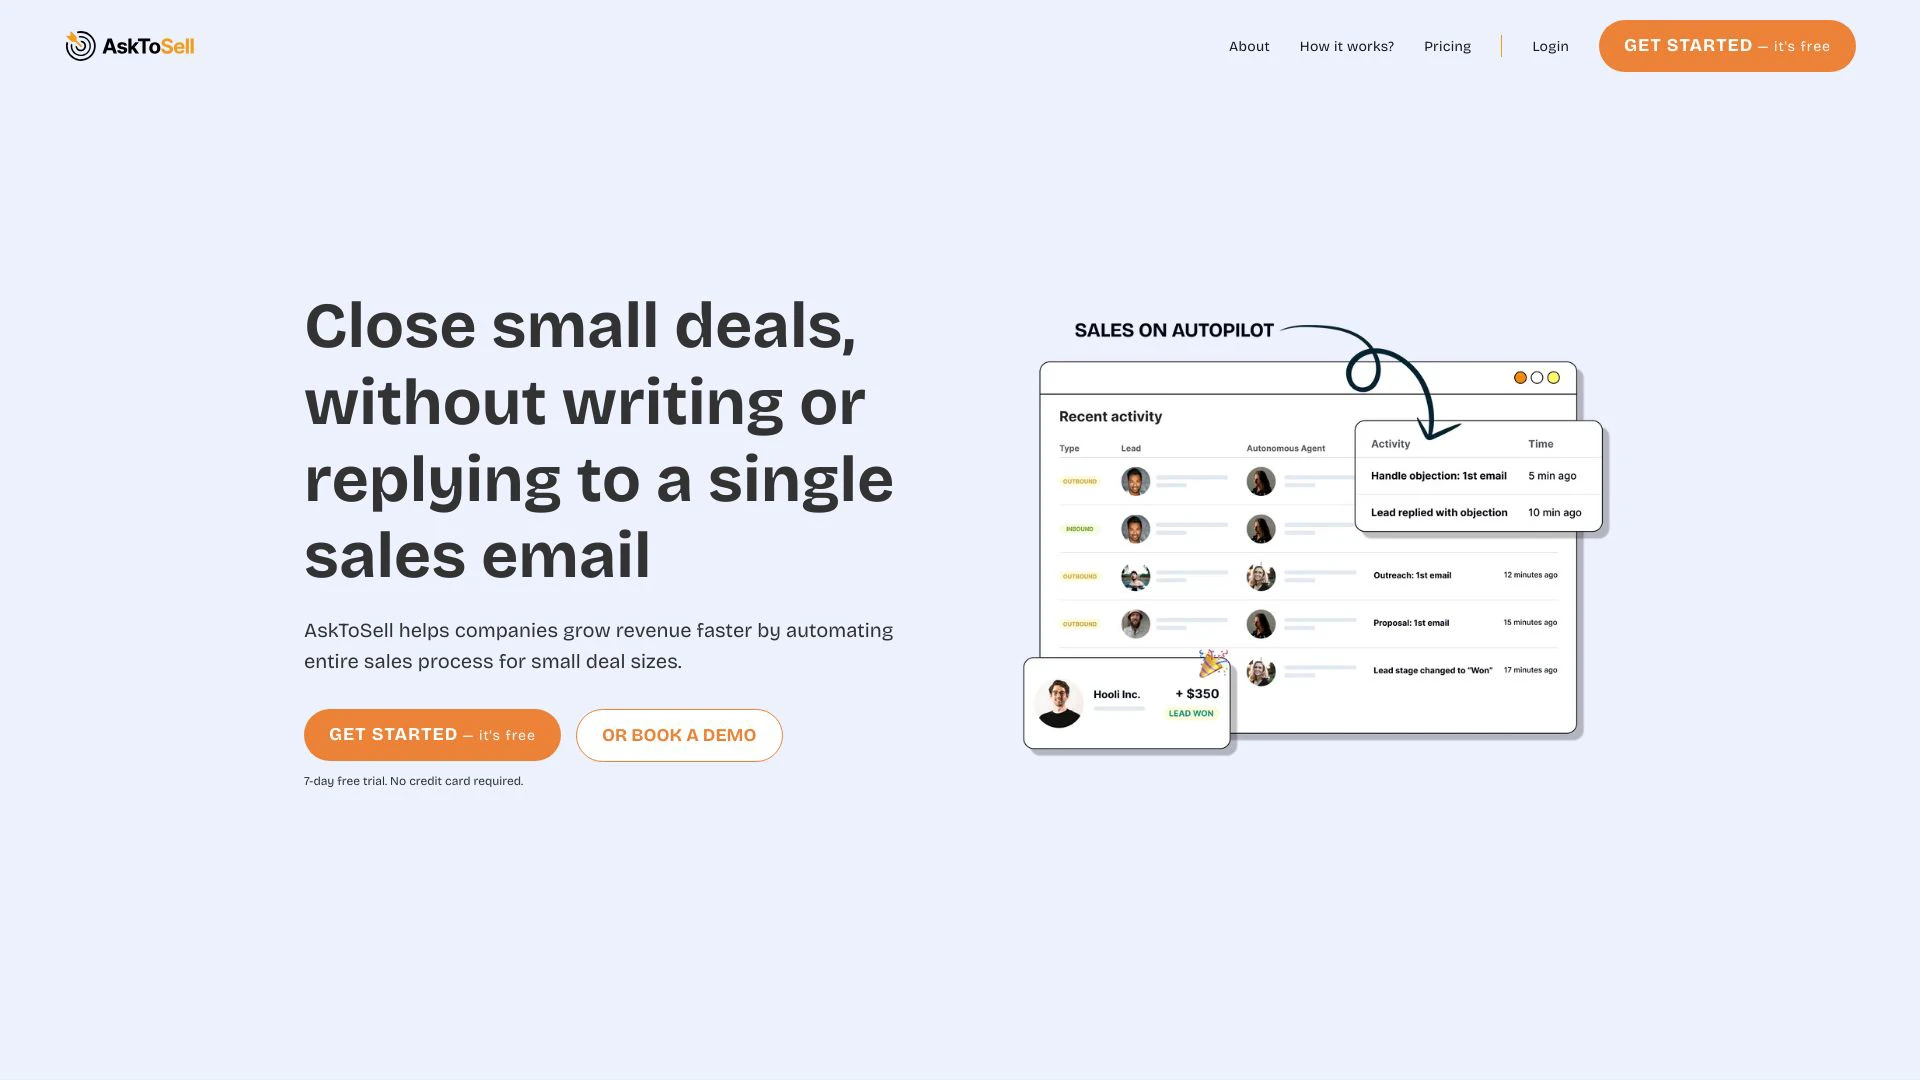 AskToSell
About
How it works?
Pricing
Login
GET STARTED — it's free
Close small deals,
without writing or
replying to a single
sales email
AskToSell helps companies grow revenue faster by automating
entire sales process for small deal sizes.
GET STARTED — it's free
OR BOOK A DEMO
7-day free trial. No credit card required.
SALES ON AUTOPILOT
Recent activity
Type Lead Autonomous Agent
Activity Time
OUTBOUND
Handle objection: 1st email 5 min ago
INBOUND
Lead replied with objection 10 min ago
OUTBOUND Outreach: 1st email 12 minutes ago
OUTBOUND Proposal: 1st email 15 minutes ago
Lead stage changed to "Won" 17 minutes ago
Hooli Inc. + $350
LEAD WON